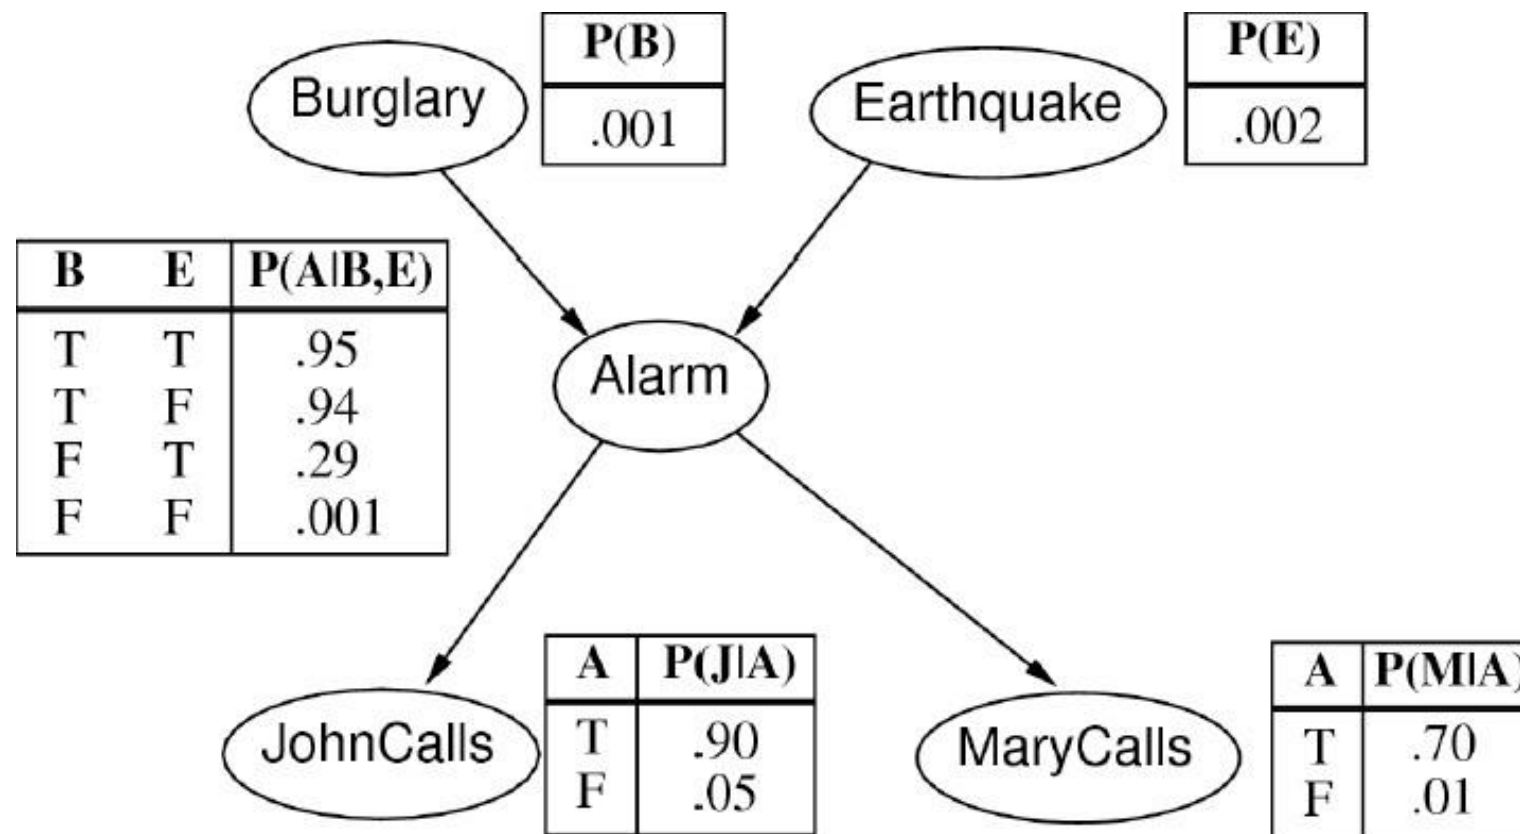 Burglary
P(B)
.001
Earthquake
P(E)
.002
B E P(A|B,E)
T T .95
T F .94
F T .29
F F .001
Alarm
JohnCalls
A P(J|A)
T .90
F .05
MaryCalls
A P(M|A)
T .70
F .01